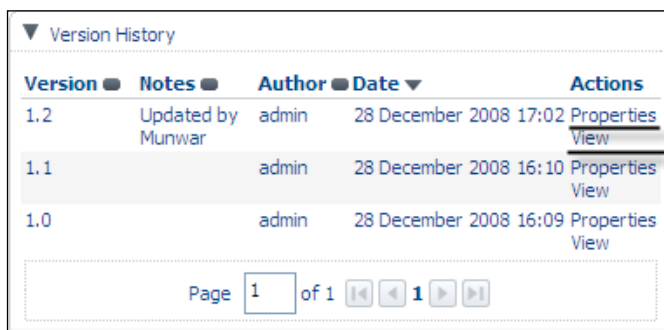 Version History
Version Notes Author Date Actions
1.2 Updated by admin 28 December 2008 17:02 Properties
Munwar View
1.1 admin 28 December 2008 16:10 Properties
View
1.0 admin 28 December 2008 16:09 Properties
View
Page 1 of 1 1